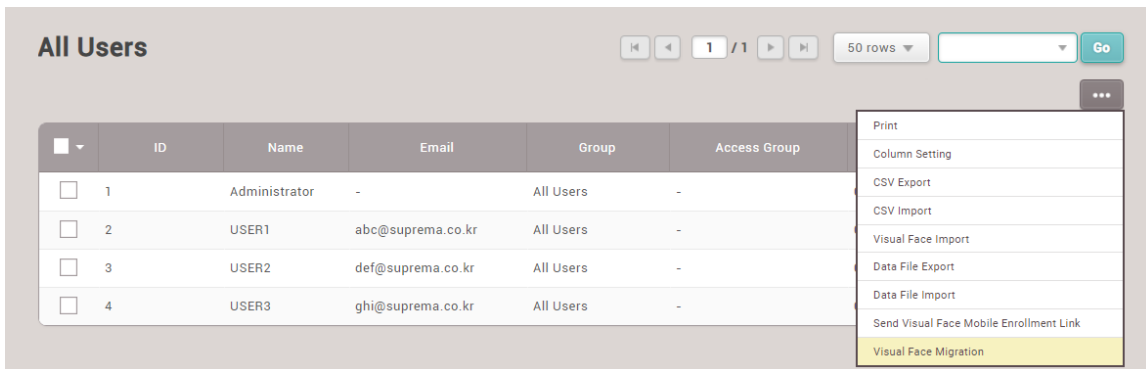 All Users
1 / 1
50 rows
Go
ID Name Email Group Access Group
1 Administrator - All Users -
2 USER1 abc@suprema.co.kr All Users -
3 USER2 def@suprema.co.kr All Users -
4 USER3 ghi@suprema.co.kr All Users -
Print
Column Setting
CSV Export
CSV Import
Visual Face Import
Data File Export
Data File Import
Send Visual Face Mobile Enrollment Link
Visual Face Migration